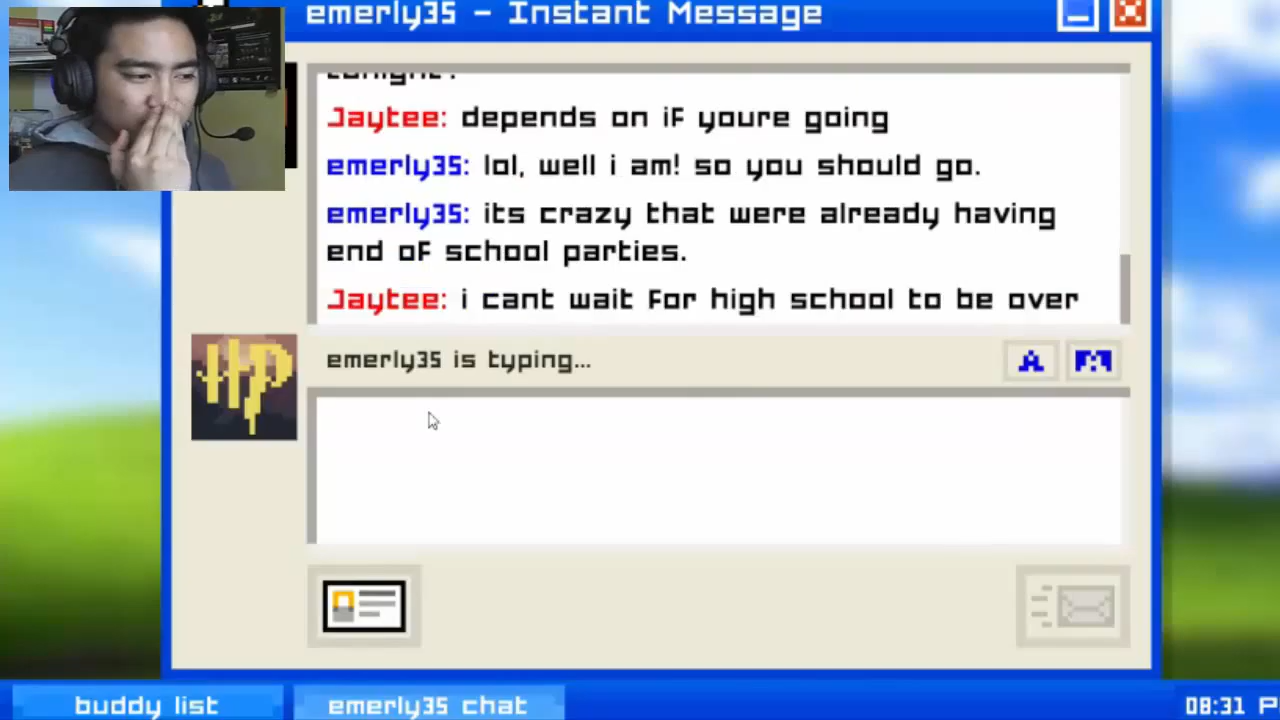 emerly35 - Instant Message
tonight?
Jaytee: depends on if youre going
emerly35: lol, well i am! so you should go.
emerly35: its crazy that were already having
end of school parties.
Jaytee: i cant wait for high school to be over
HP
emerly35 is typing...
A
buddy list
emerly35 chat
08:31 P